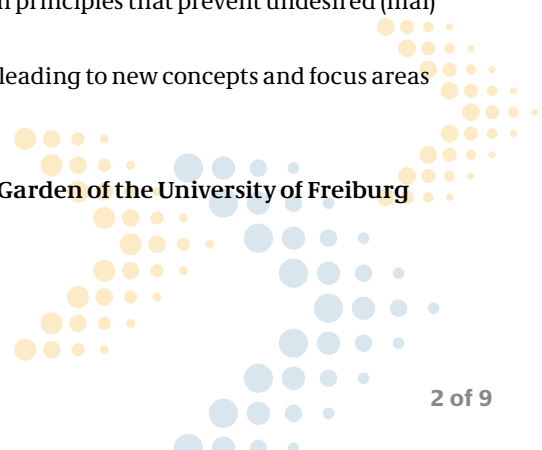 principles that prevent undesired (mal)
leading to new concepts and focus areas
Garden of the University of Freiburg
2 of 9